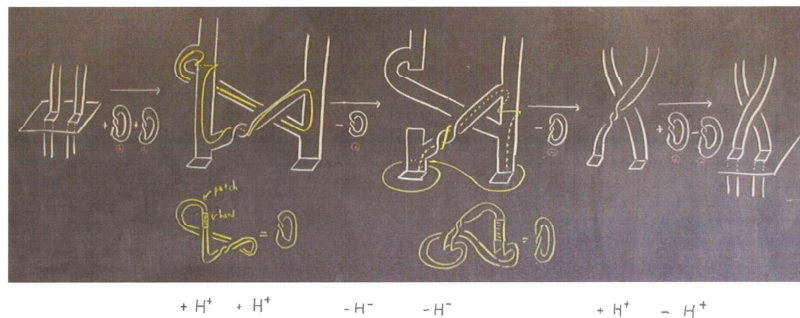 + + - - + -
patch
band
= =
+ H⁺ + H⁺ - H⁻ - H⁻ + H⁺ - H⁺